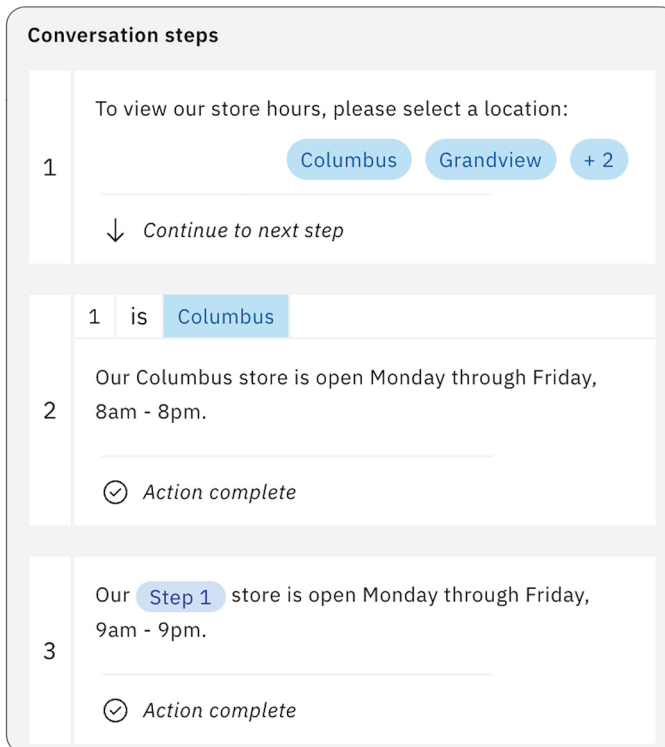 Conversation steps
1
To view our store hours, please select a location:
Columbus Grandview + 2
Continue to next step
2
1 is Columbus
Our Columbus store is open Monday through Friday,
8am - 8pm.
Action complete
3
Our Step 1 store is open Monday through Friday,
9am - 9pm.
Action complete